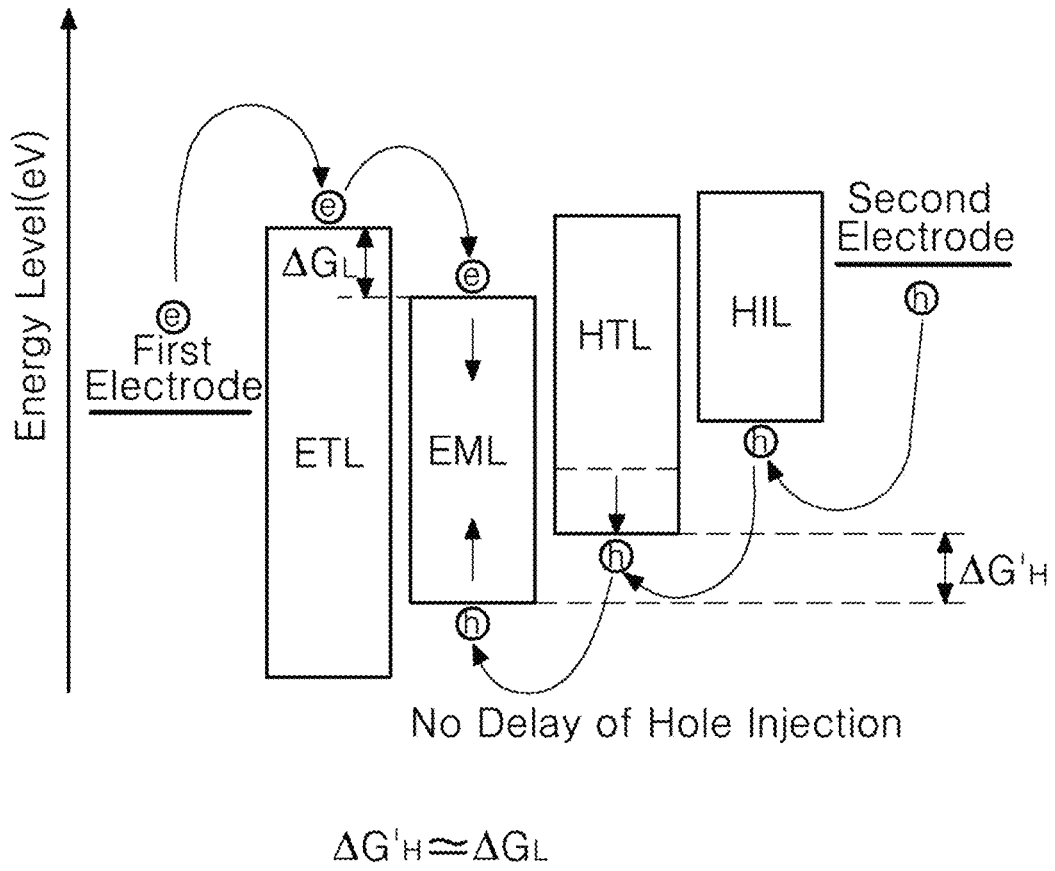 Energy Level(eV)
e
e
ΔGL
e
e
First
Electrode
ETL
EML
HTL
HIL
Second
Electrode
h
h
h
h
ΔG'H
No Delay of Hole Injection
ΔG'H≃ΔGL